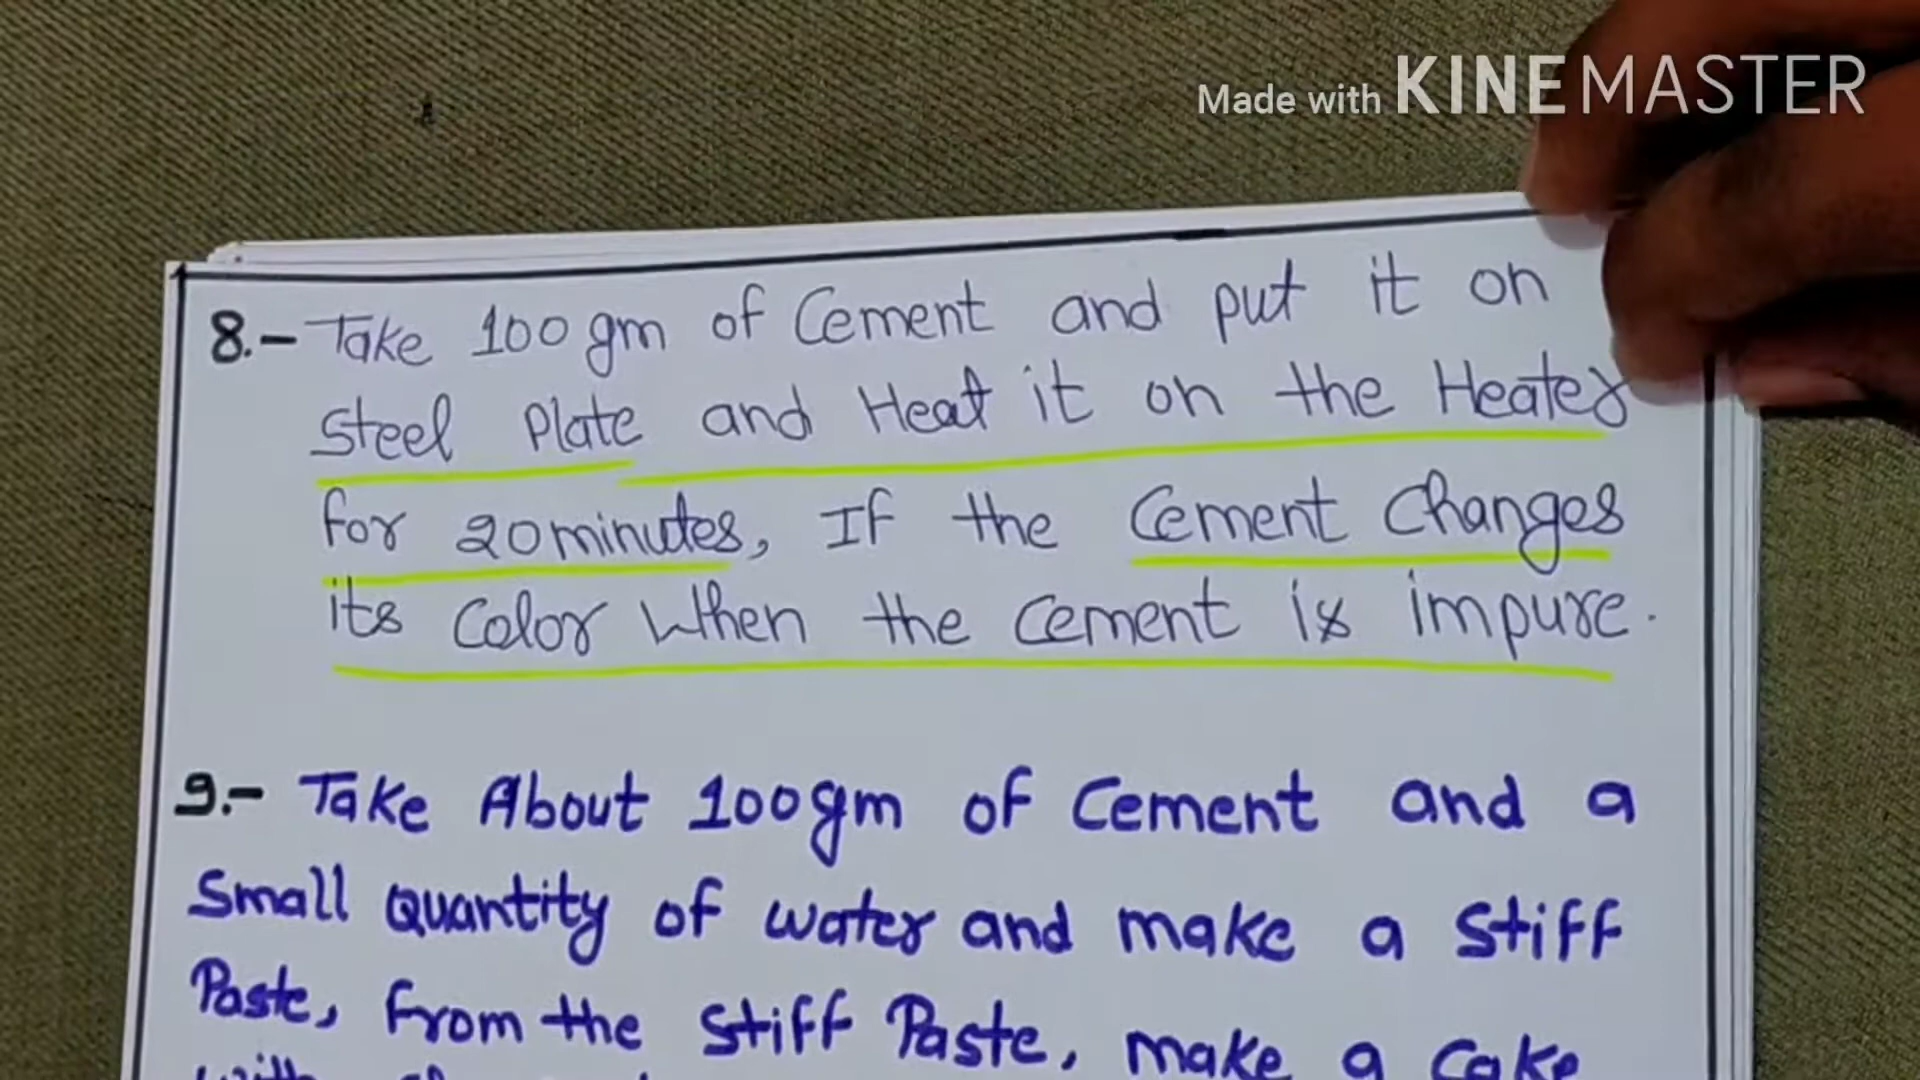 Made with KINEMASTER
8.- Take 100 gm of Cement and put it on
Steel Plate and Heat it on the Heater
for 20 minutes, If the Cement Changes
its Color When the Cement is impure.
9.- Take About 100gm of Cement and a
Small Quantity of water and make a Stiff
Paste, From the Stiff Paste, make a Cake